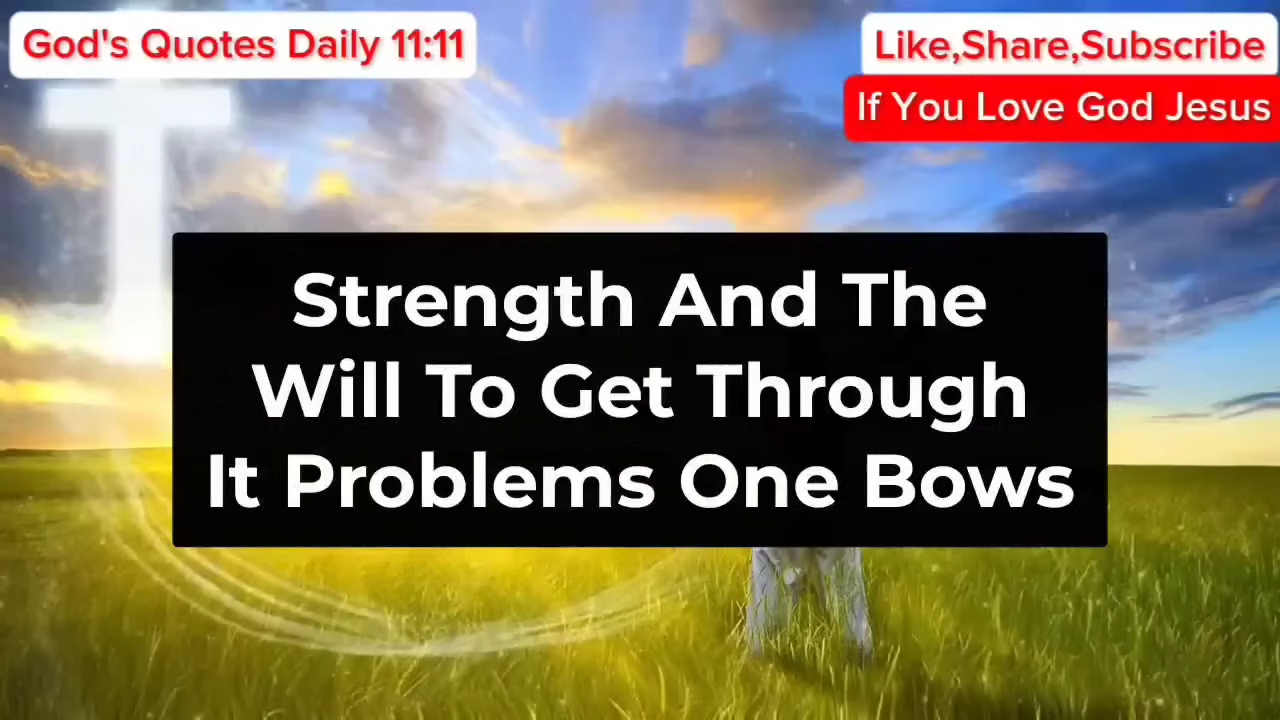 God's Quotes Daily 11:11
Like,Share,Subscribe
If You Love God Jesus
Strength And The
Will To Get Through
It Problems One Bows